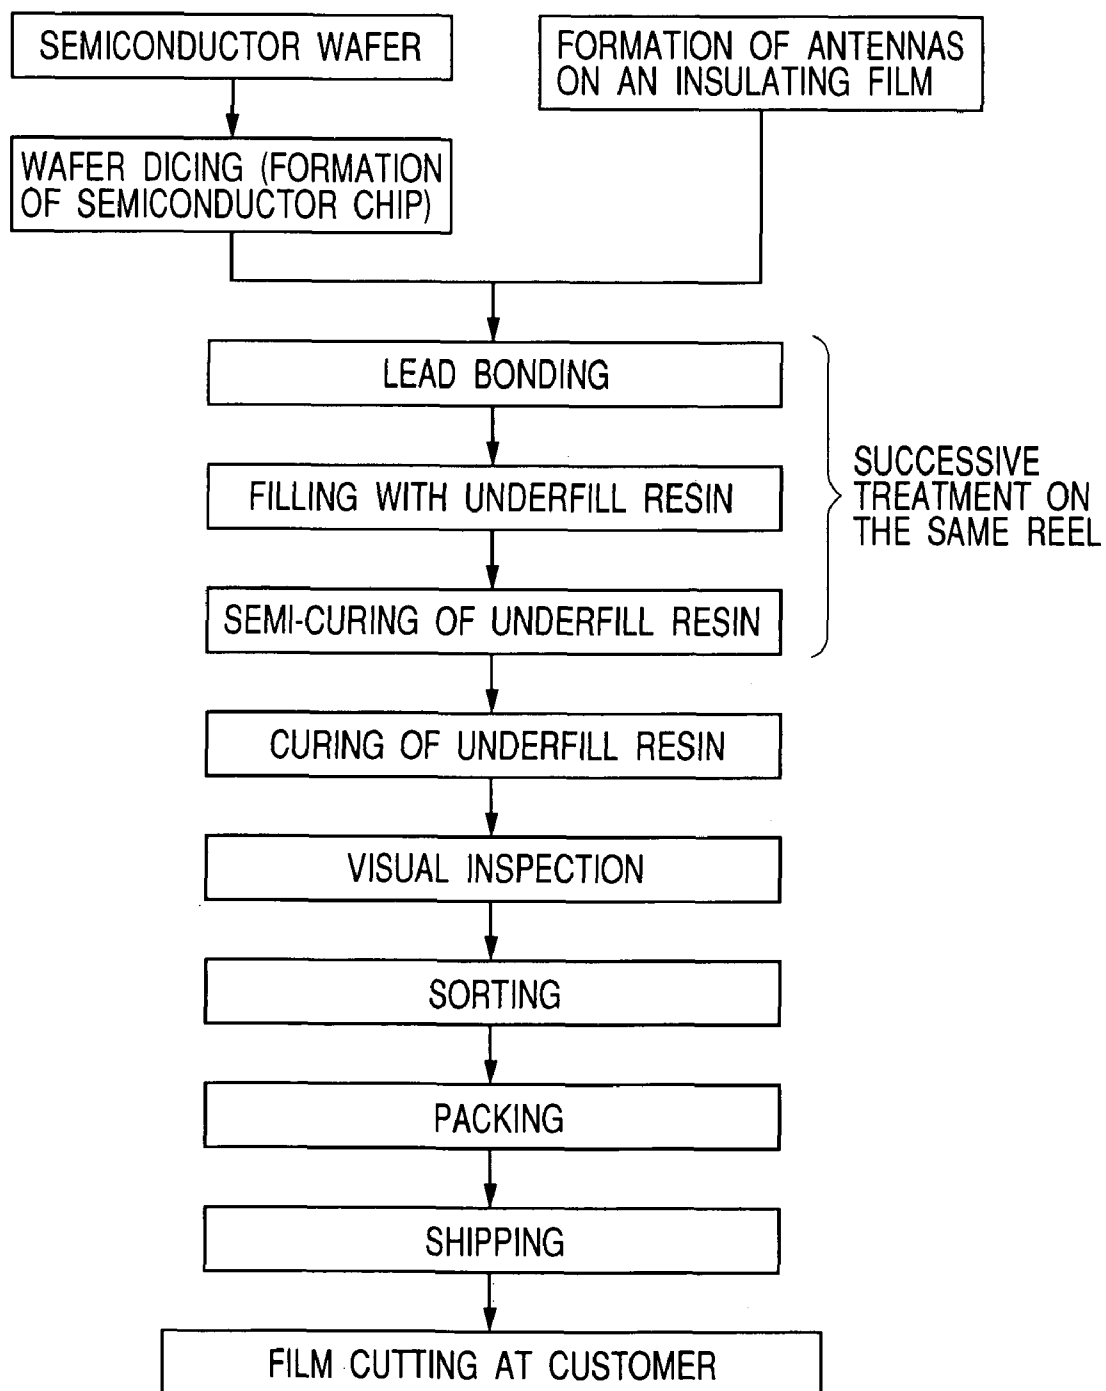 SEMICONDUCTOR WAFER
FORMATION OF ANTENNAS
ON AN INSULATING FILM
WAFER DICING (FORMATION
OF SEMICONDUCTOR CHIP)
LEAD BONDING
FILLING WITH UNDERFILL RESIN
SEMI-CURING OF UNDERFILL RESIN
SUCCESSIVE
TREATMENT ON
THE SAME REEL
CURING OF UNDERFILL RESIN
VISUAL INSPECTION
SORTING
PACKING
SHIPPING
FILM CUTTING AT CUSTOMER